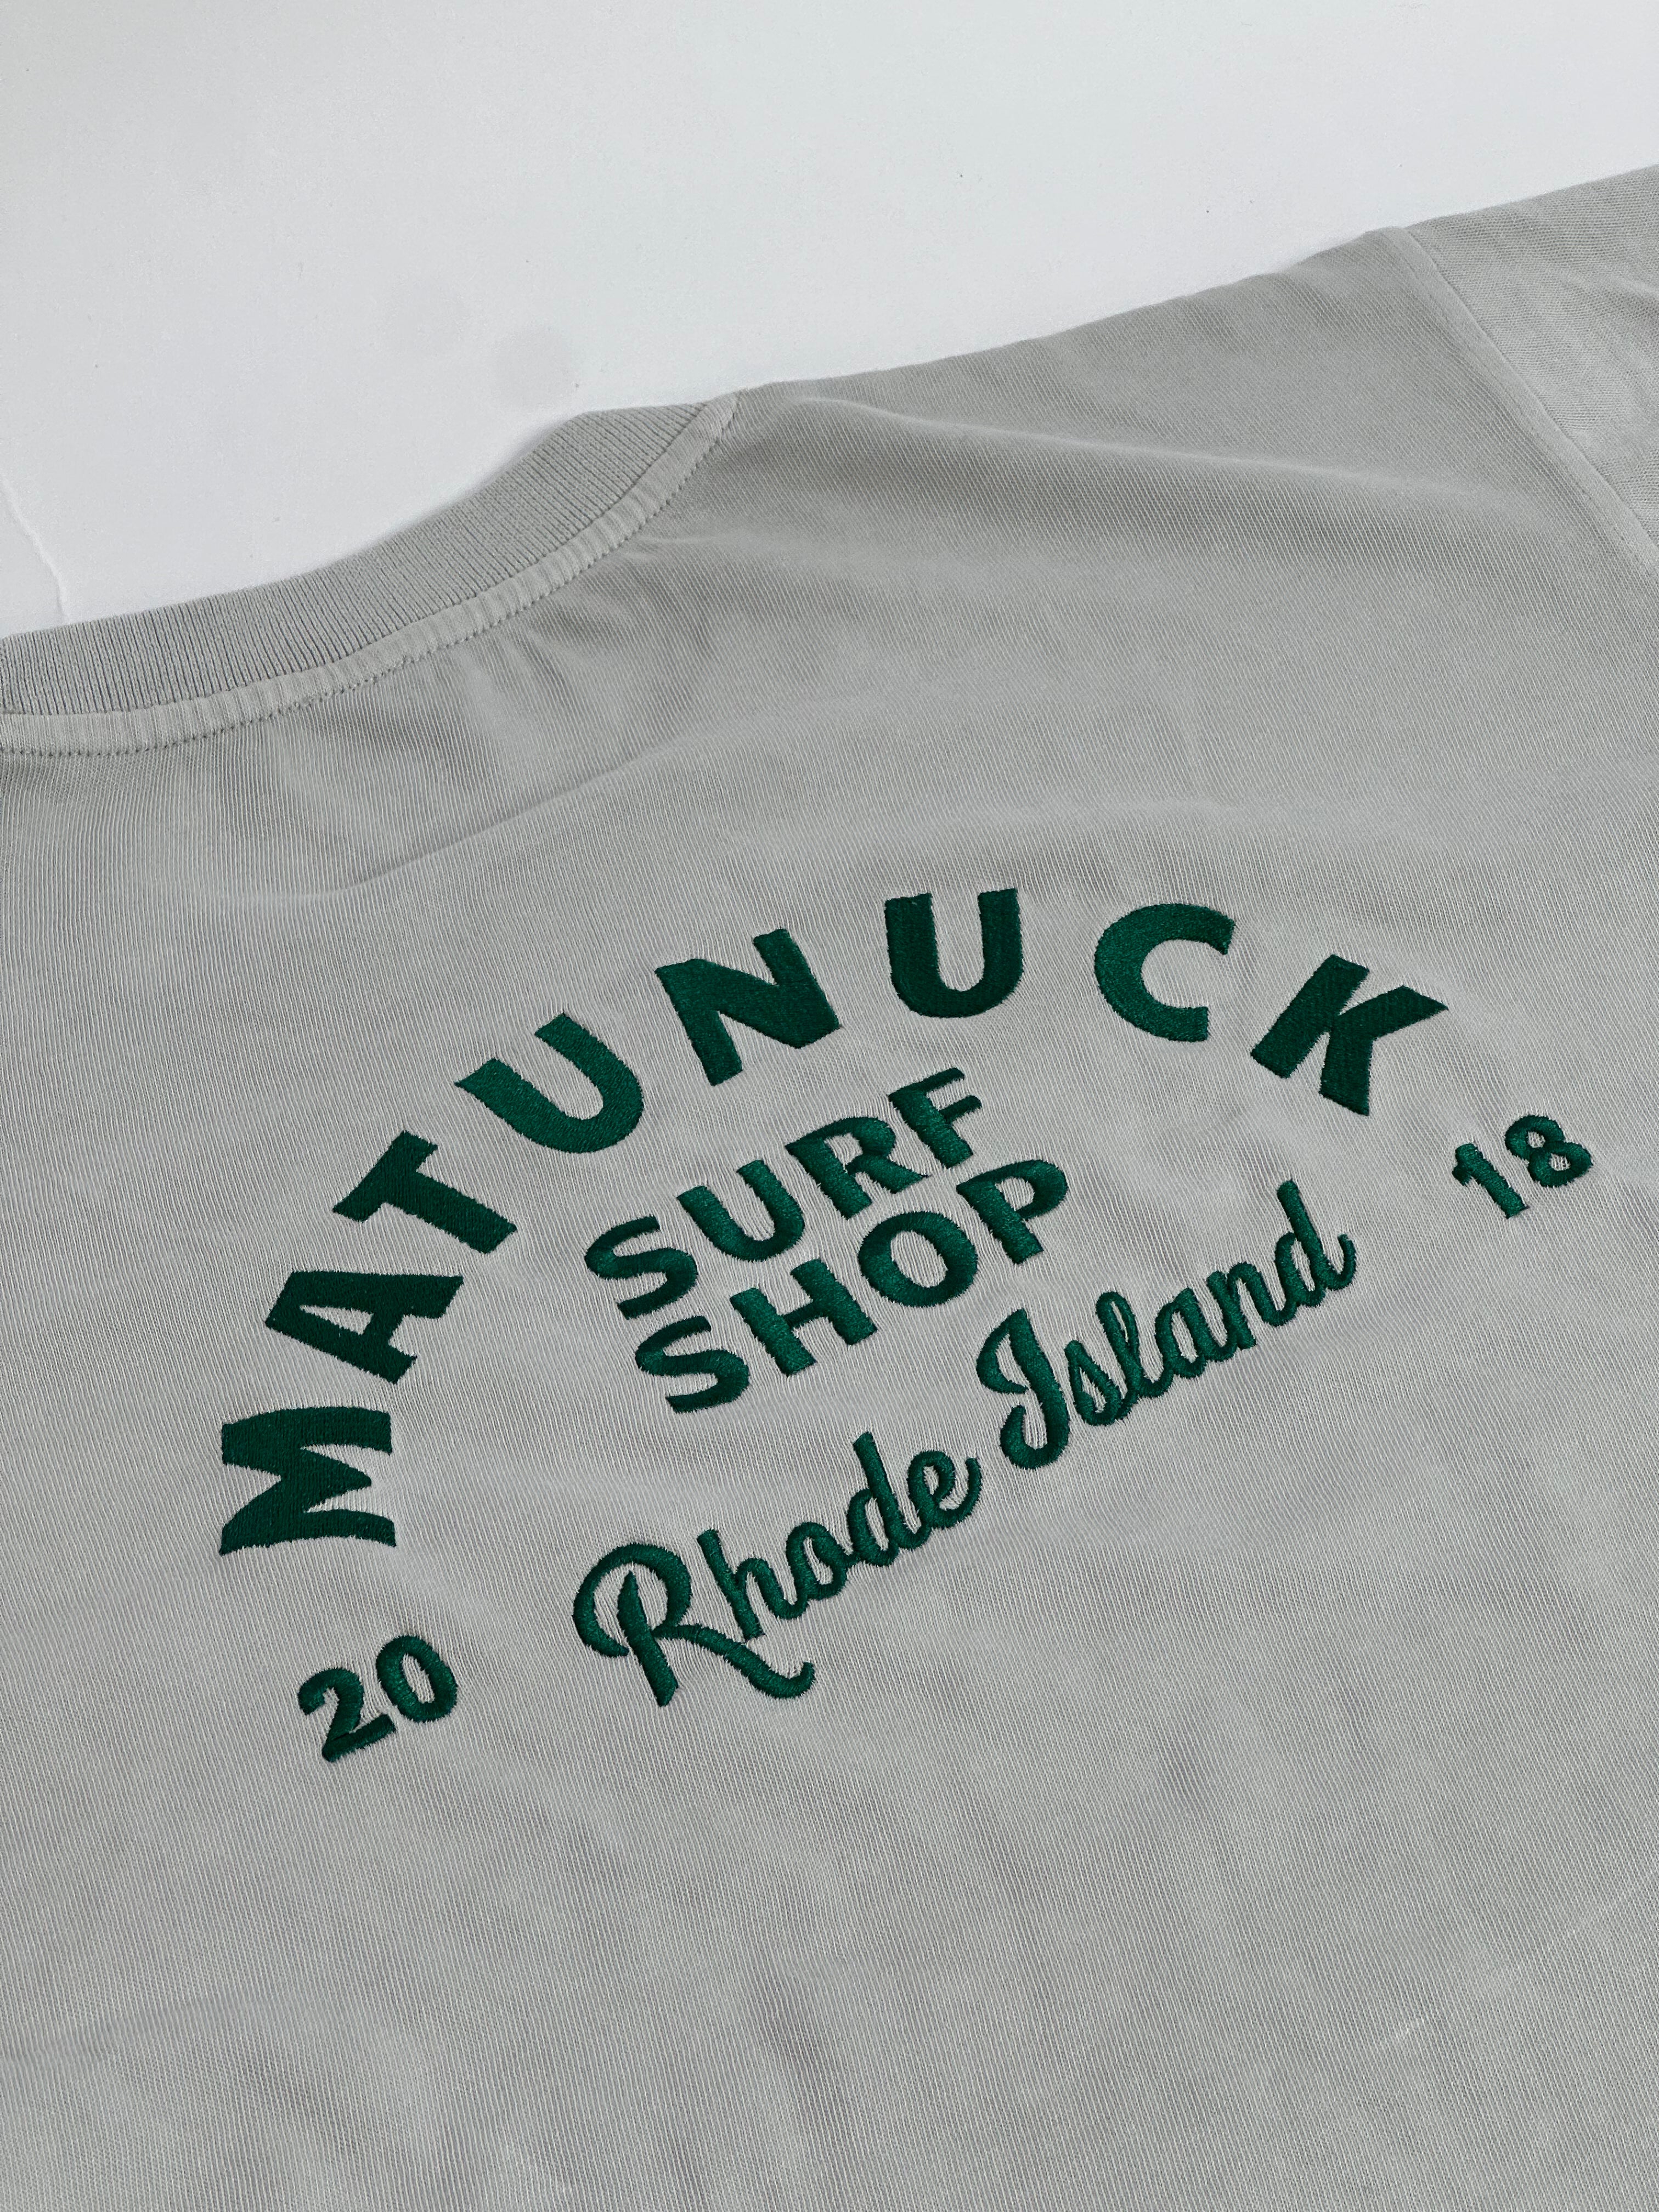 MATUNUCK
SURF
SHOP
Rhode Island
20 18